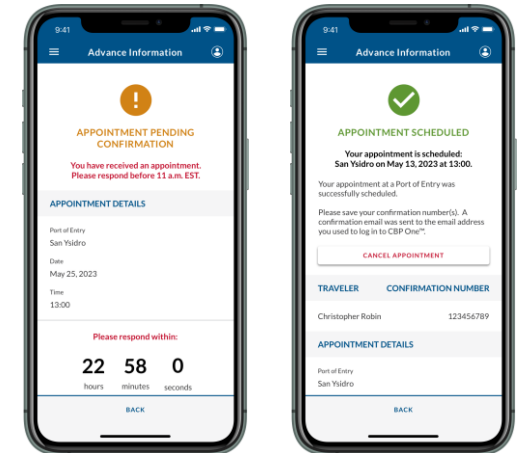 9:41
Advance Information
APPOINTMENT PENDING
CONFIRMATION
You have received an appointment.
Please respond before 11 a.m. EST.
APPOINTMENT DETAILS
Port of Entry
San Ysidro
Date
May 25, 2023
Time
13:00
Please respond within:
22 58 0
hours minutes seconds
BACK
9:41
Advance Information
APPOINTMENT SCHEDULED
Your appointment is scheduled:
San Ysidro on May 13, 2023 at 13:00.
Your appointment at a Port of Entry was
successfully scheduled.
Please save your confirmation number(s). A
confirmation email was sent to the email address
you used to log in to CBP One™.
CANCEL APPOINTMENT
TRAVELER CONFIRMATION NUMBER
Christopher Robin 123456789
APPOINTMENT DETAILS
Port of Entry
San Ysidro
BACK